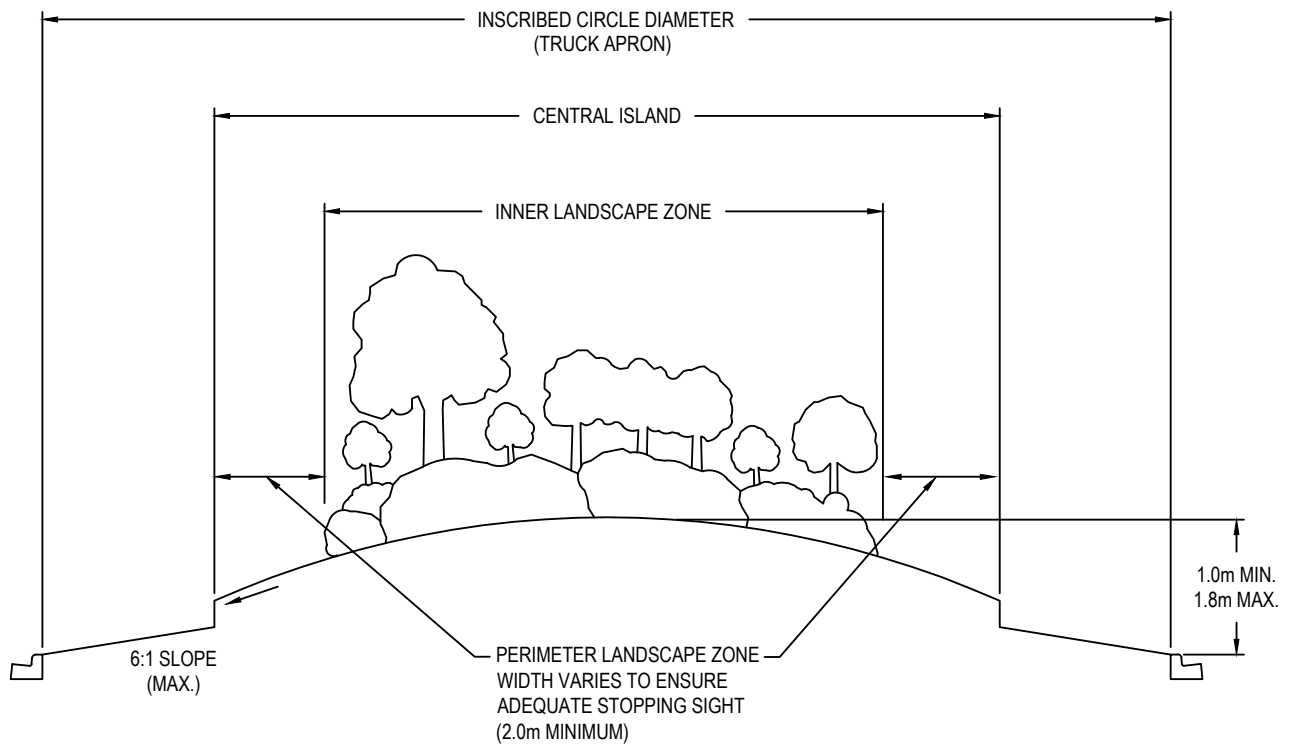 INSCRIBED CIRCLE DIAMETER
(TRUCK APRON)
CENTRAL ISLAND
INNER LANDSCAPE ZONE
1.0m MIN.
1.8m MAX.
6:1 SLOPE
(MAX.)
PERIMETER LANDSCAPE ZONE
WIDTH VARIES TO ENSURE
ADEQUATE STOPPING SIGHT
(2.0m MINIMUM)